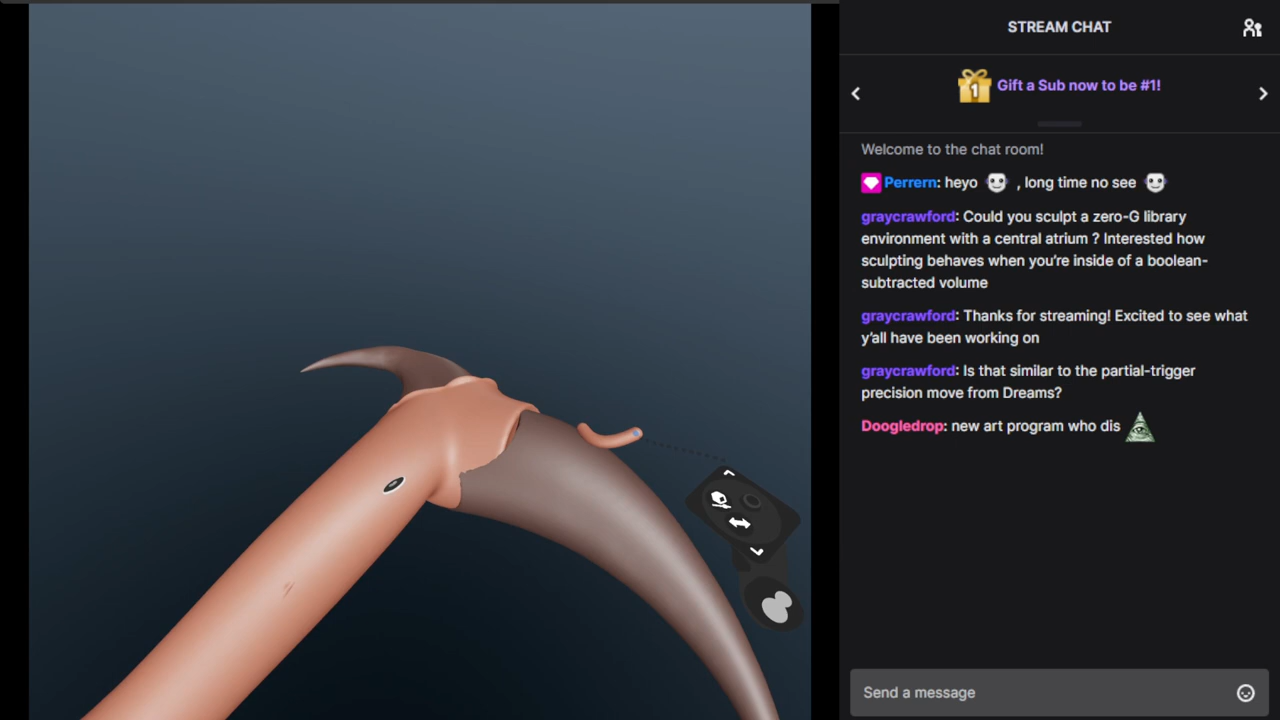 STREAM CHAT
1
Gift a Sub now to be #1!
Welcome to the chat room!
Perrern: heyo , long time no see
graycrawford: Could you sculpt a zero-G library
environment with a central atrium ? Interested how
sculpting behaves when you're inside of a boolean-
subtracted volume
graycrawford: Thanks for streaming! Excited to see what
y'all have been working on
graycrawford: Is that similar to the partial-trigger
precision move from Dreams?
Doogledrop: new art program who dis
Send a message